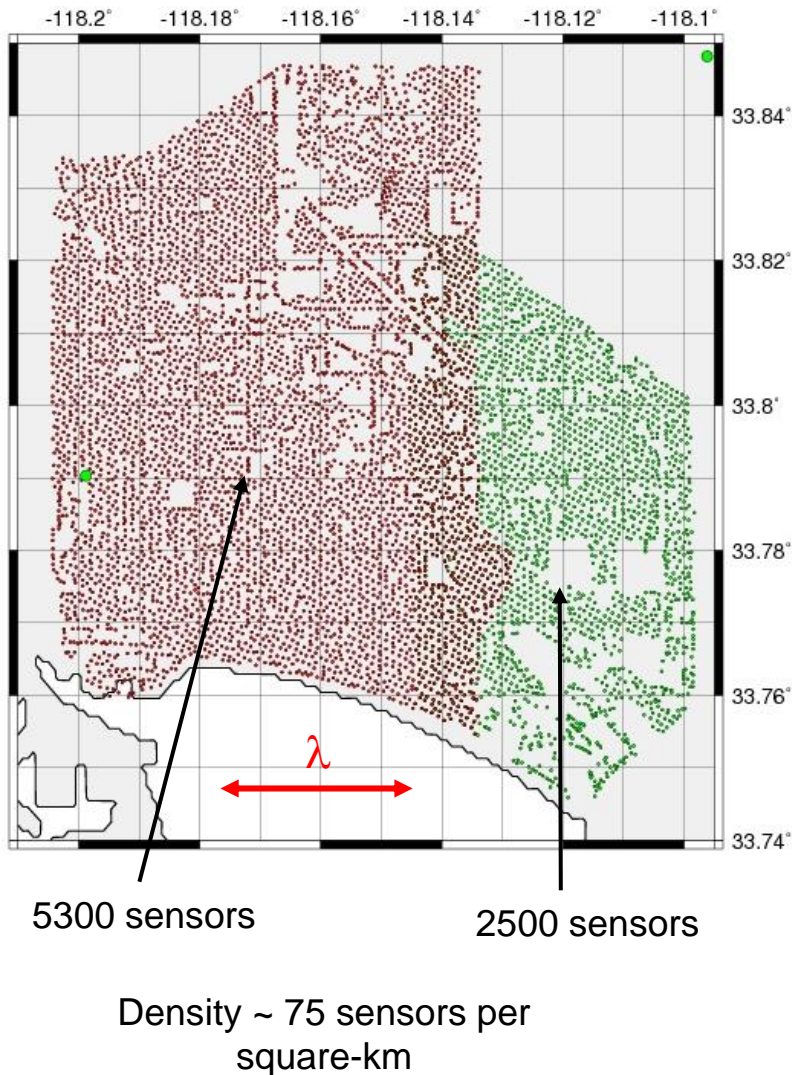 -118.2˚ -118.18˚ -118.16˚ -118.14˚ -118.12˚ -118.1˚
33.84˚
33.82˚
33.8˚
33.78˚
33.76˚
λ
33.74˚
5300 sensors
2500 sensors
Density ~ 75 sensors per
square-km